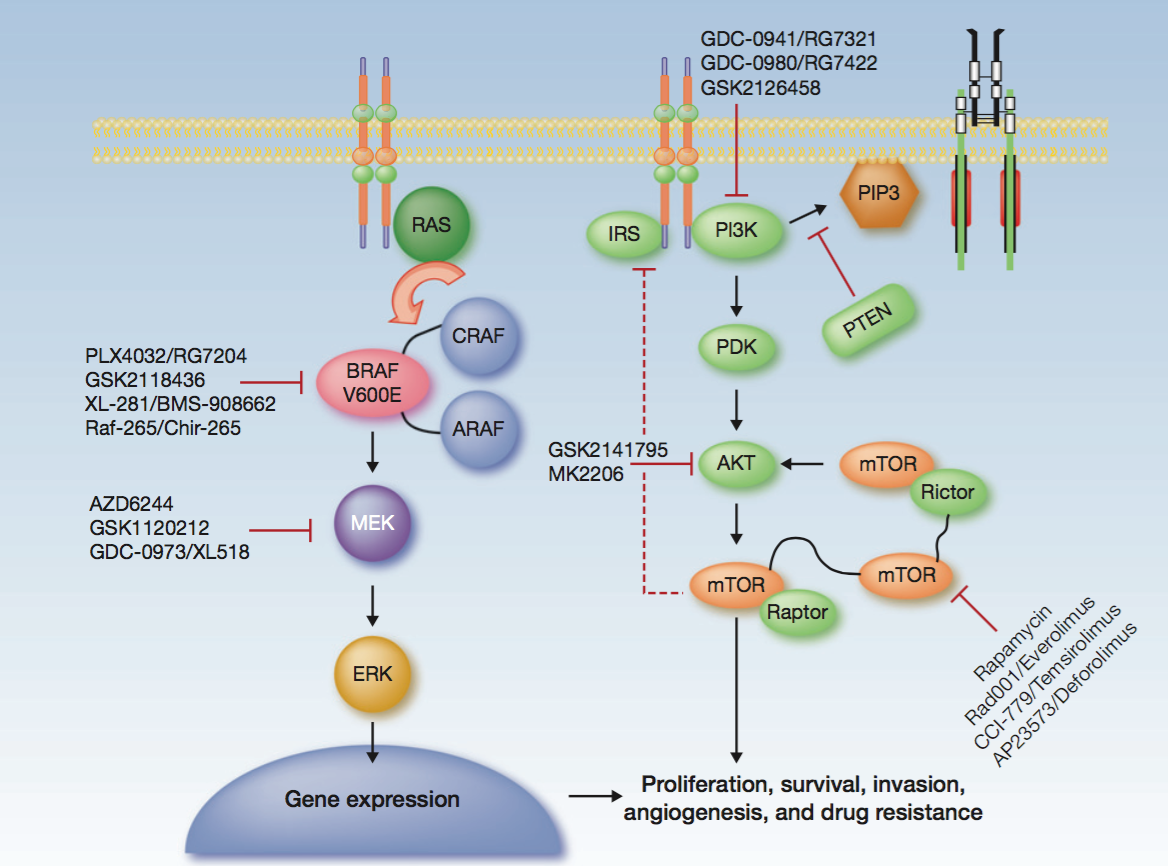 GDC-0941/RG7321
GDC-0980/RG7422
GSK2126458
RAS
IRS
PI3K
PIP3
PTEN
CRAF
PDK
PLX4032/RG7204
GSK2118436
XL-281/BMS-908662
Raf-265/Chir-265
BRAF
V600E
ARAF
GSK2141795
MK2206
AKT
mTOR
Rictor
AZD6244
GSK1120212
GDC-0973/XL518
MEK
mTOR
Raptor
mTOR
Rapamycin
Rad001/Everolimus
CCI-779/Temsirolimus
AP23573/Deforolimus
ERK
Gene expression
Proliferation, survival, invasion,
angiogenesis, and drug resistance